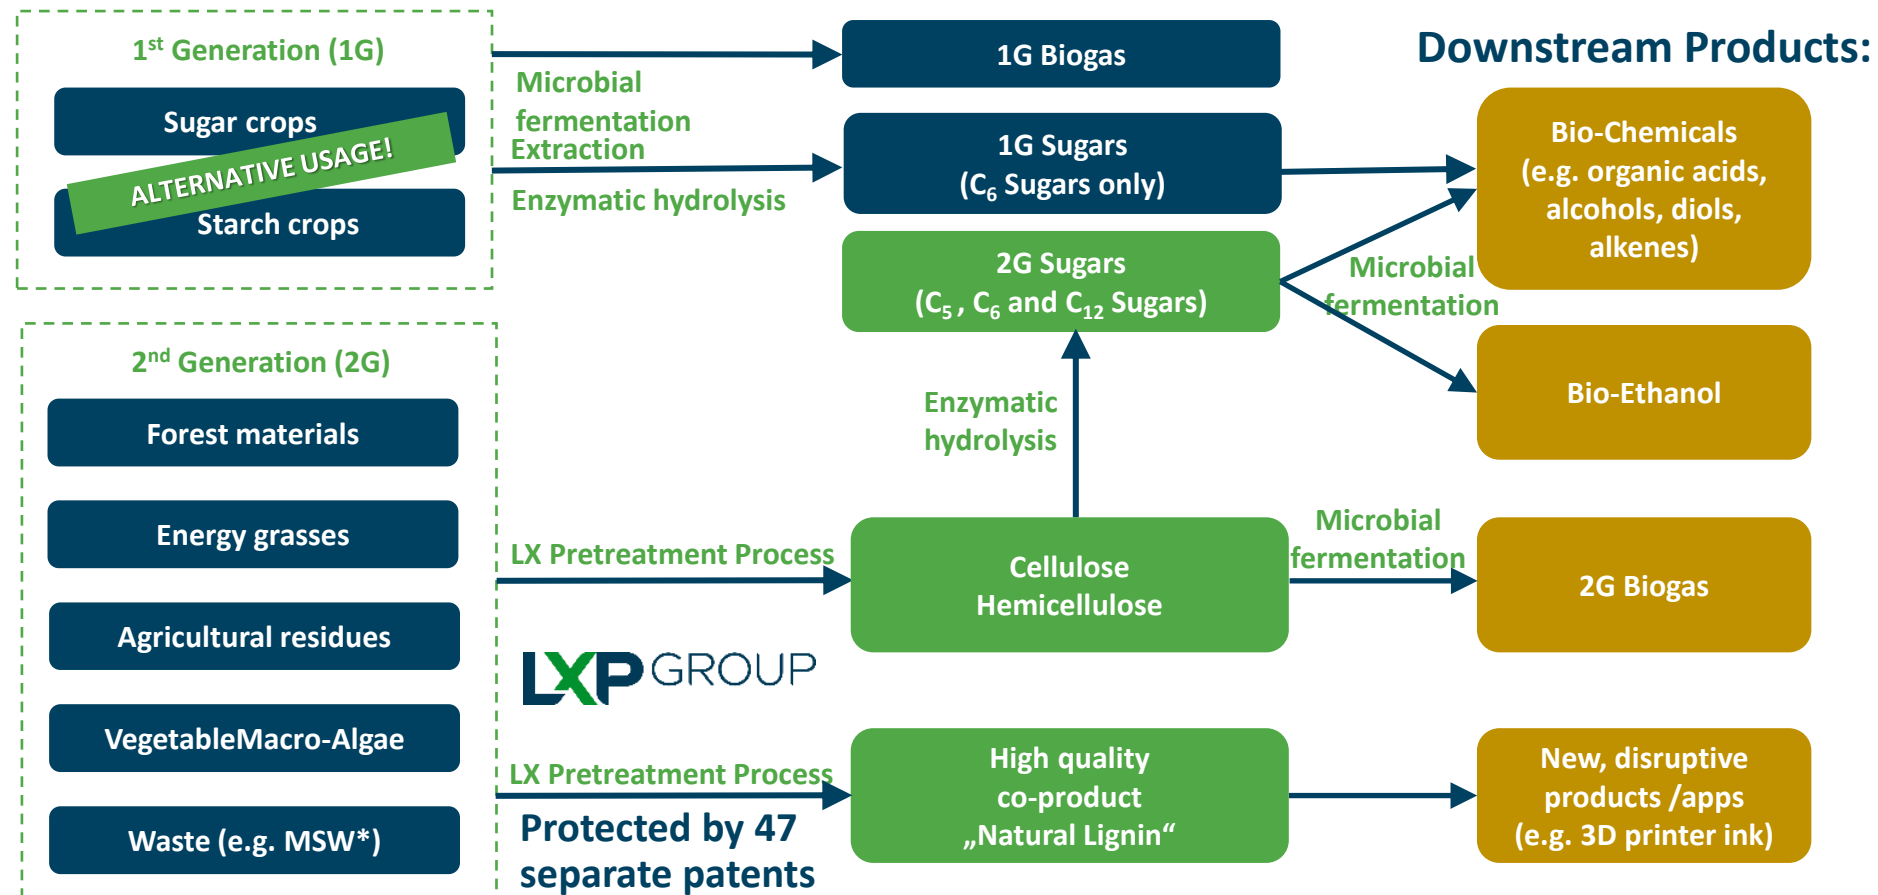 1st Generation (1G)
Sugar crops
ALTERNATIVE USAGE!
Starch crops
2nd Generation (2G)
Forest materials
Energy grasses
Agricultural residues
VegetableMacro-Algae
Waste (e.g. MSW*)
Microbial
fermentation
Extraction
Enzymatic hydrolysis
LX Pretreatment Process
LXP GROUP
LX Pretreatment Process
Protected by 47
separate patents
1G Biogas
1G Sugars
(C6 Sugars only)
2G Sugars
(C5 , C6 and C12 Sugars)
Enzymatic
hydrolysis
Cellulose
Hemicellulose
High quality
co-product
„Natural Lignin“
Microbial
fermentation
Microbial
fermentation
Downstream Products:
Bio-Chemicals
(e.g. organic acids,
alcohols, diols,
alkenes)
Bio-Ethanol
2G Biogas
New, disruptive
products /apps
(e.g. 3D printer ink)